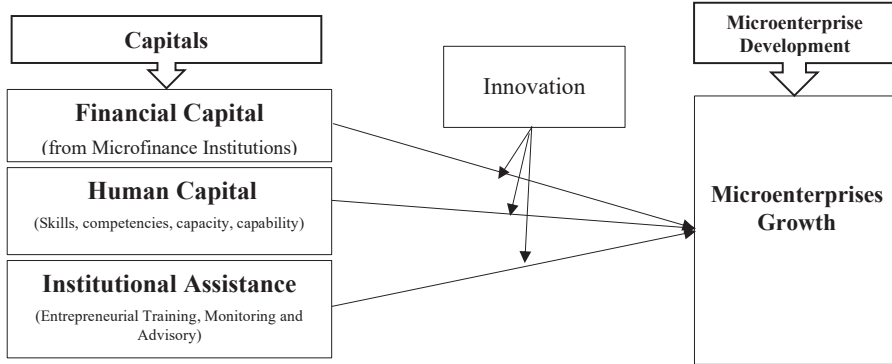 Capitals
Microenterprise
Development
Financial Capital
(from Microfinance Institutions)
Innovation
Human Capital
(Skills, competencies, capacity, capability)
Microenterprises
Growth
Institutional Assistance
(Entrepreneurial Training, Monitoring and
Advisory)